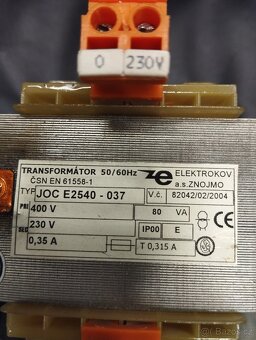 0 230V
TRANSFORMÁTOR 50/60Hz
ČSN EN 61558-1
ELEKTROKOV
a.s. ZNOJMO
TYP JOC E2540 - 037
V.č. 82042/02/2004
PRI 400 V
80 VA
SEC 230 V
IP00 E
0,35 A
T 0,315 A